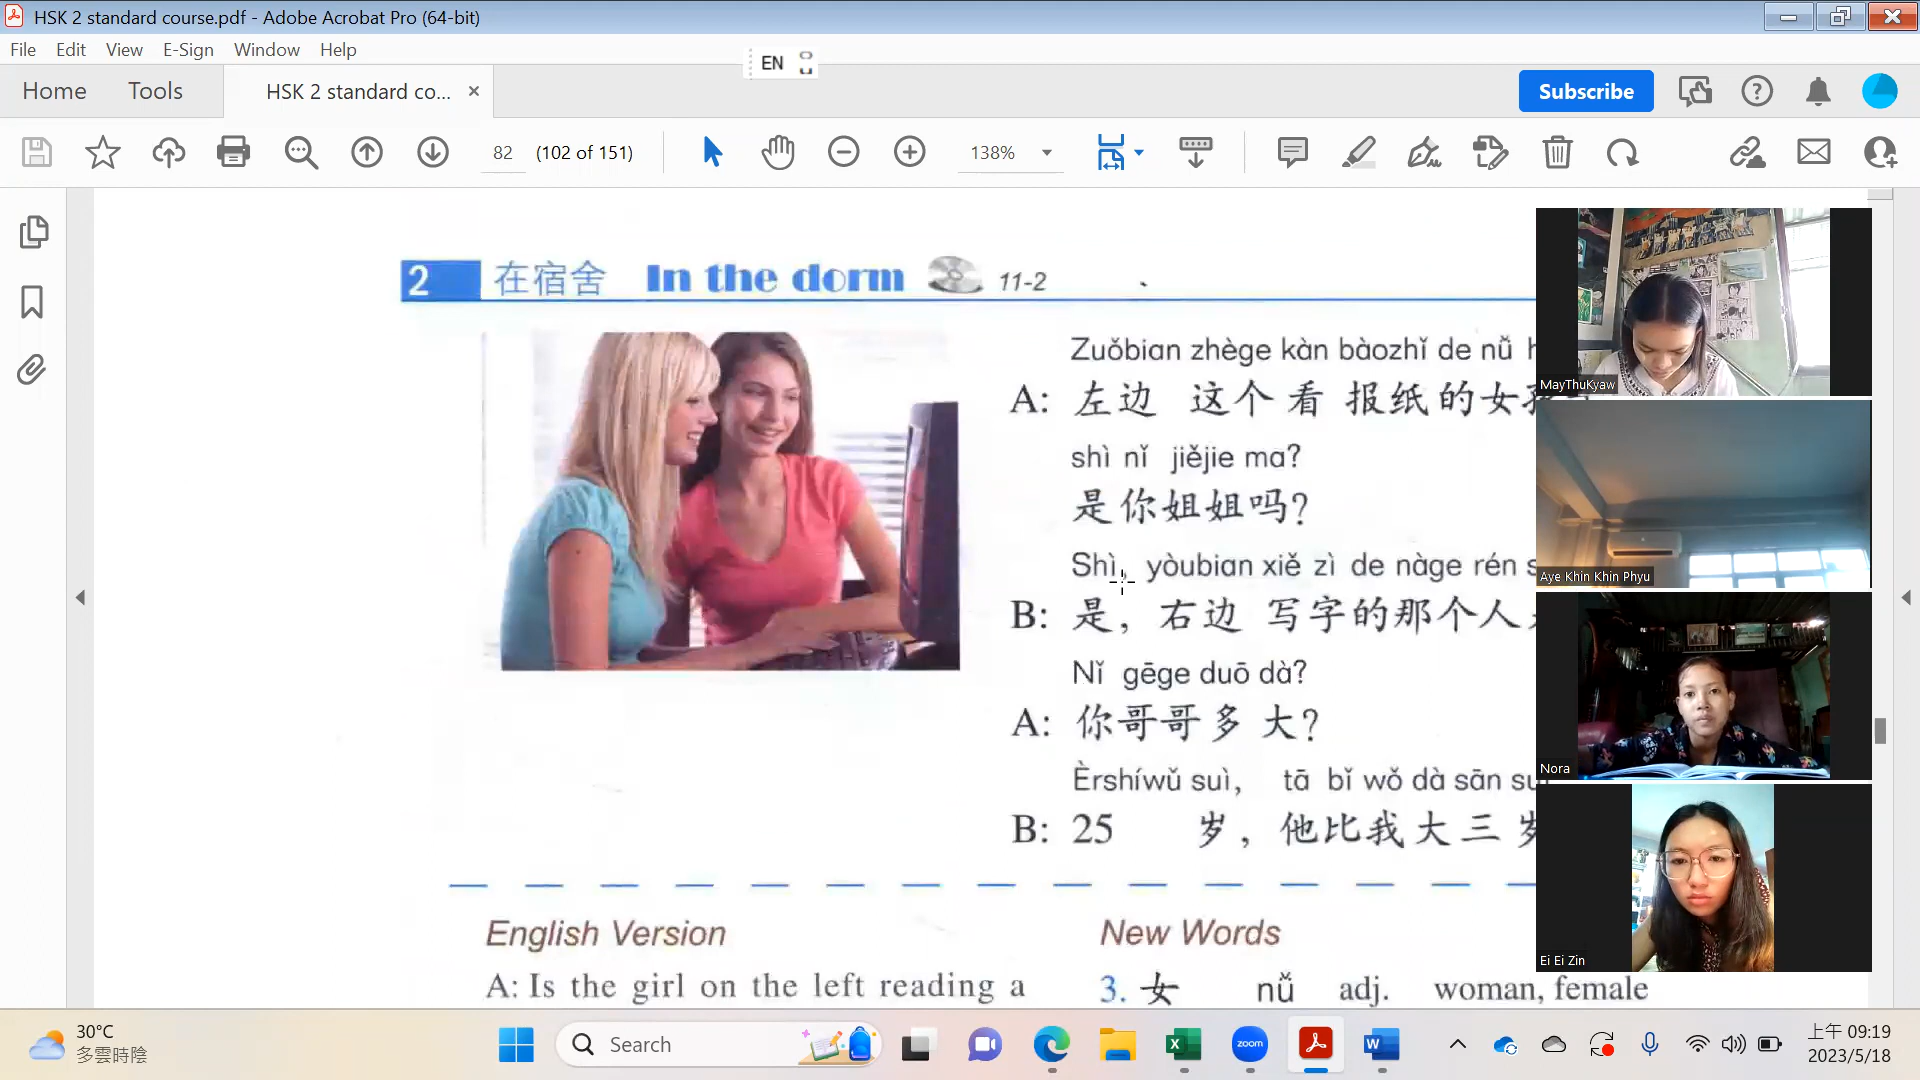 HSK 2 standard course.pdf - Adobe Acrobat Pro (64-bit)
File Edit View E-Sign Window Help
EN
Home Tools HSK 2 standard co... × Subscribe
82 (102 of 151) 138%
2 在宿舍 In the dorm 11-2
Zuǒbian zhège kàn bàozhǐ de nǚ
A: 左边 这个 看 报纸 的 女
shì nǐ jiějie ma?
是 你 姐姐 吗?
Shì, yòubian xiě zì de nàge rén
B: 是, 右边 写字的那个人
Nǐ gēge duō dà?
A: 你哥哥 多 大?
Èrshíwǔ suì, tā bǐ wǒ dà sān
B: 25 岁, 他比我大三岁
English Version
A: Is the girl on the left reading a
New Words
3. 女 nǚ adj. woman, female
MayThuKyaw
Aye Khin Khin Phyu
Nora
Ei Ei Zin
30°C
多雲時陰
Search
zoom
上午 09:19
2023/5/18